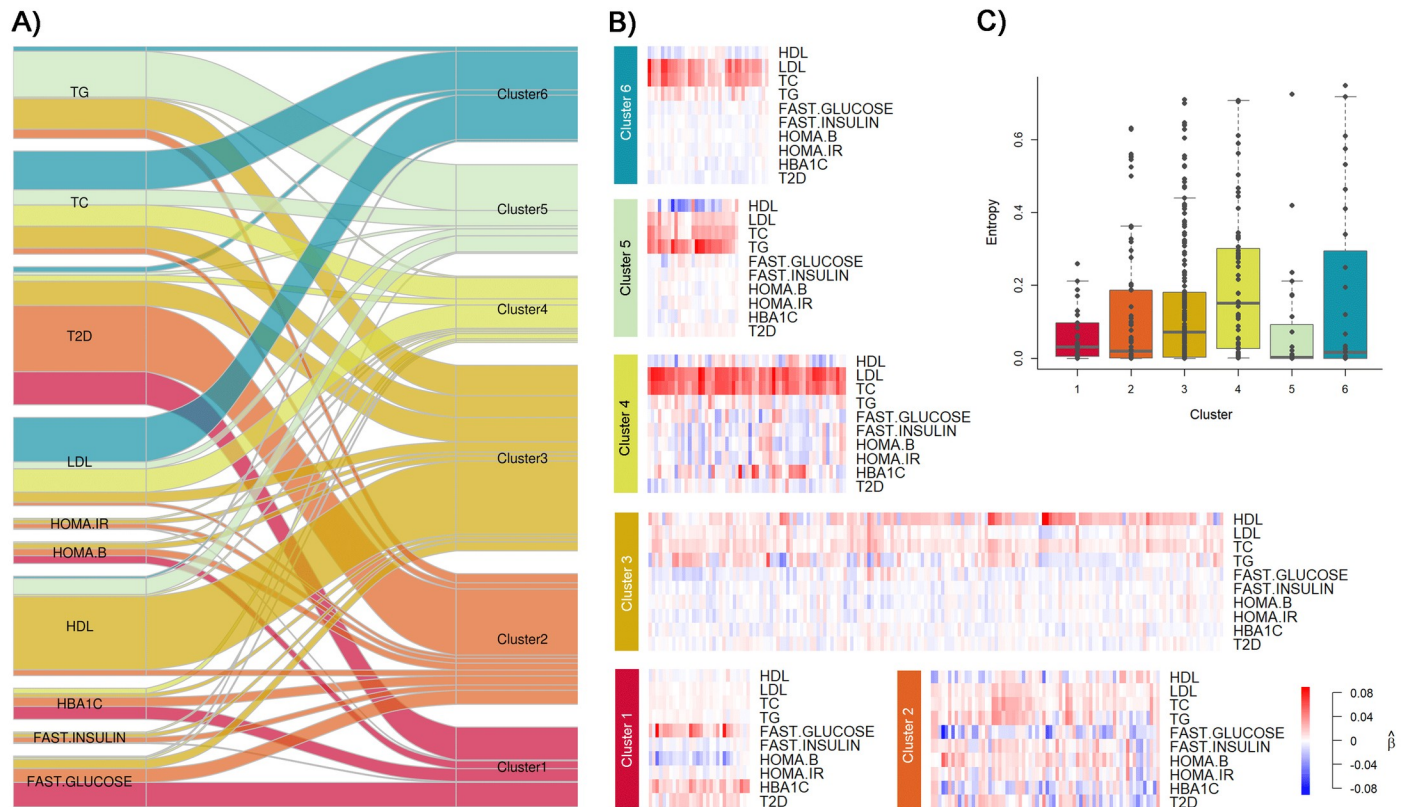 A)
TG
TC
T2D
LDL
HOMA.IR
HOMA.B
HDL
HBA1C
FAST.INSULIN
FAST.GLUCOSE
Cluster6
Cluster5
Cluster4
Cluster3
Cluster2
Cluster1
B)
Cluster 6
HDL
LDL
TC
TG
FAST.GLUCOSE
FAST.INSULIN
HOMA.B
HOMA.IR
HBA1C
T2D
Cluster 5
HDL
LDL
TC
TG
FAST.GLUCOSE
FAST.INSULIN
HOMA.B
HOMA.IR
HBA1C
T2D
Cluster 4
HDL
LDL
TC
TG
FAST.GLUCOSE
FAST.INSULIN
HOMA.B
HOMA.IR
HBA1C
T2D
Cluster 3
HDL
LDL
TC
TG
FAST.GLUCOSE
FAST.INSULIN
HOMA.B
HOMA.IR
HBA1C
T2D
Cluster 1
HDL
LDL
TC
TG
FAST.GLUCOSE
FAST.INSULIN
HOMA.B
HOMA.IR
HBA1C
T2D
Cluster 2
HDL
LDL
TC
TG
FAST.GLUCOSE
FAST.INSULIN
HOMA.B
HOMA.IR
HBA1C
T2D
0.08
0.04
0
-0.04
-0.08
β̂
C)
Entropy
0.6
0.4
0.2
0.0
1 2 3 4 5 6
Cluster